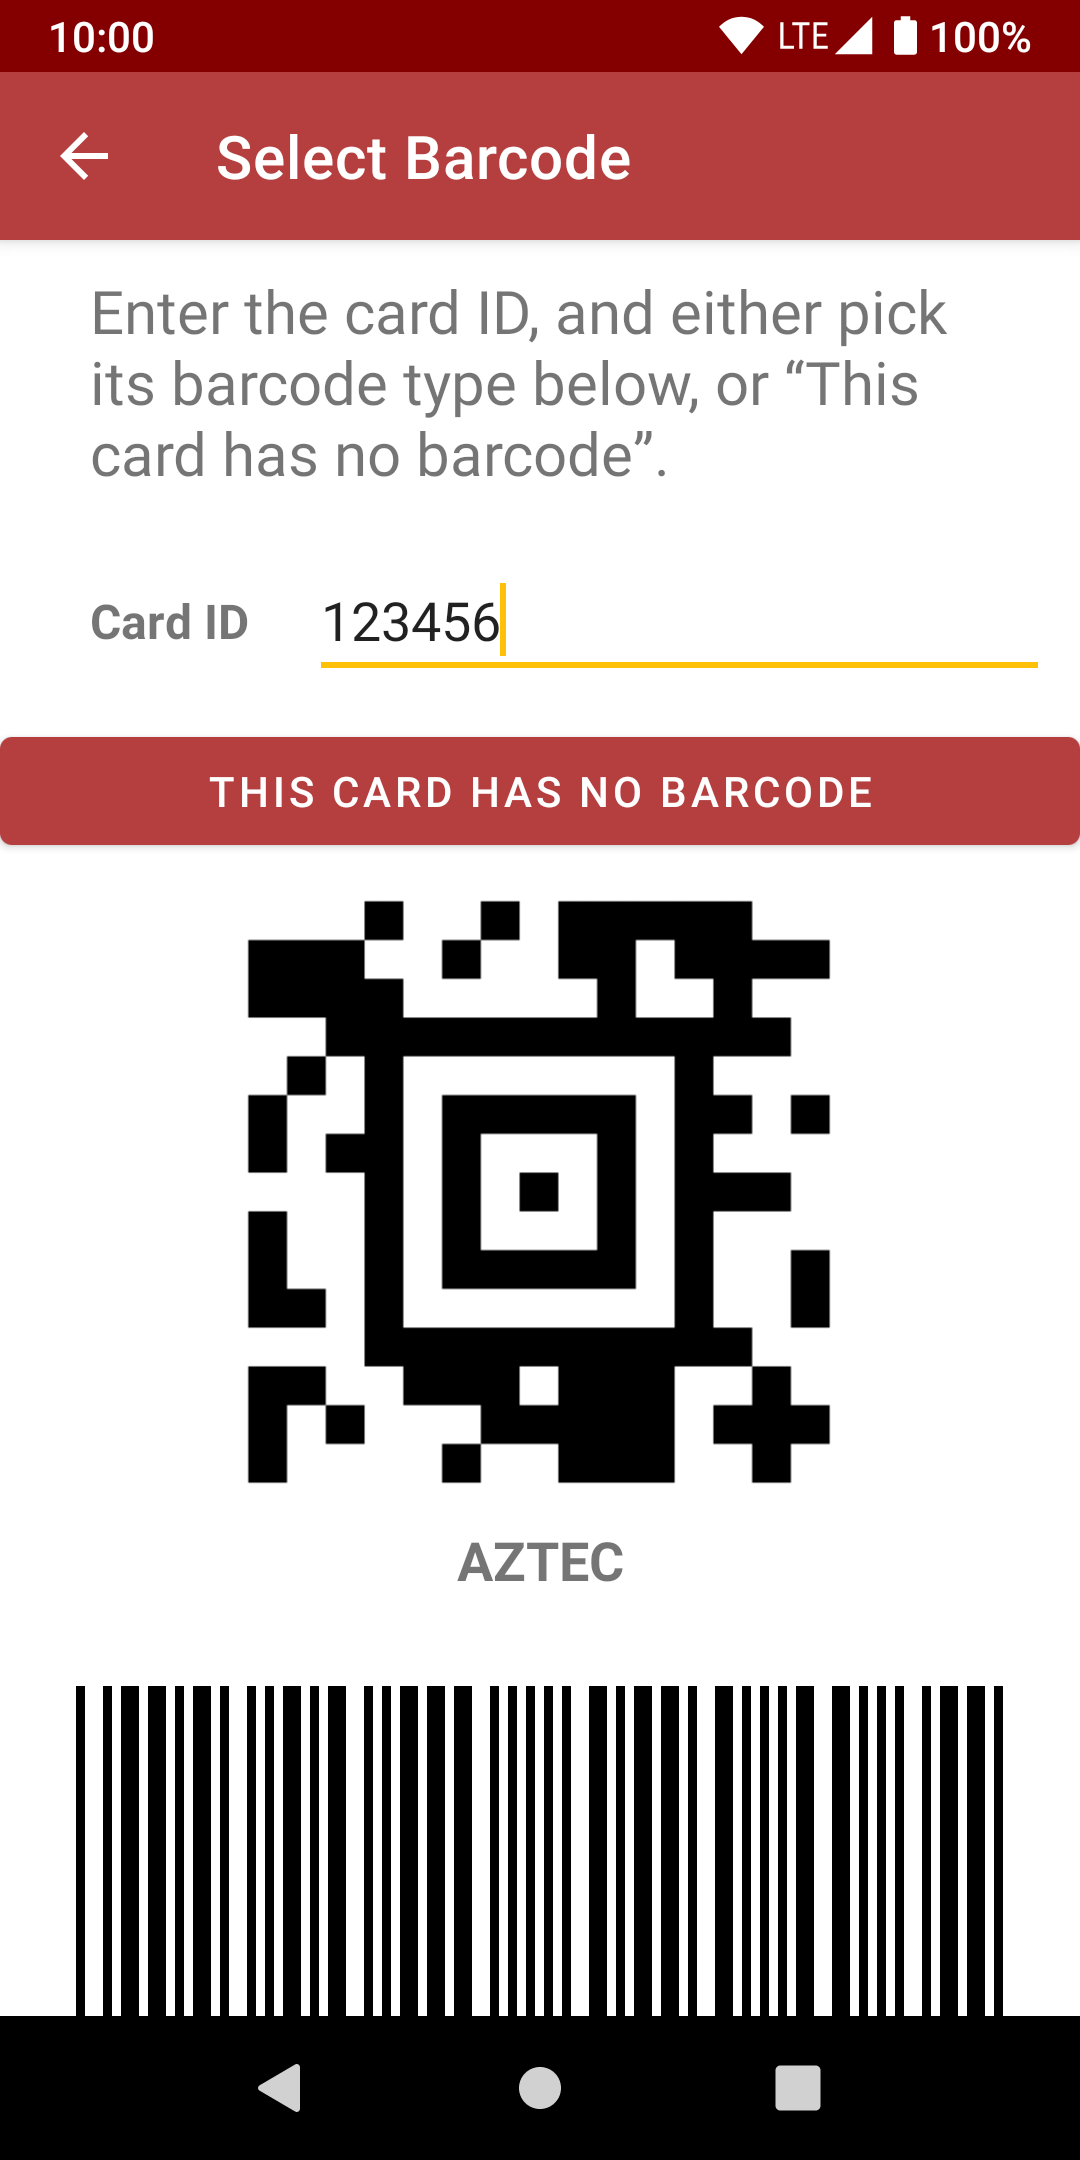 10:00 LTE 100%
Select Barcode
Enter the card ID, and either pick
its barcode type below, or “This
card has no barcode”.
Card ID 123456
THIS CARD HAS NO BARCODE
AZTEC